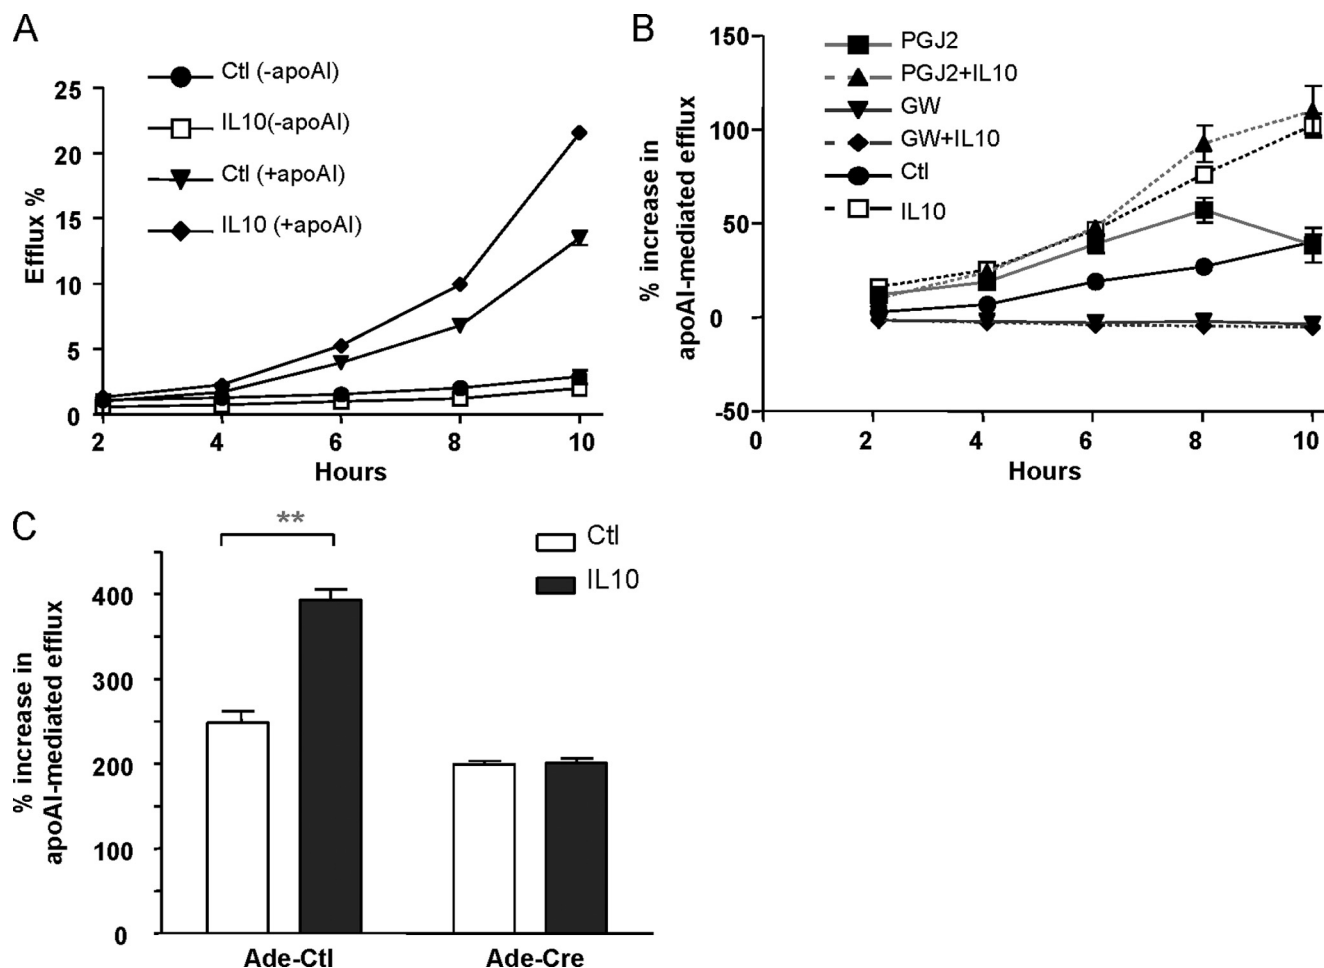 A
Ctl (-apoAI)
IL10(-apoAI)
Ctl (+apoAI)
IL10 (+apoAI)
Efflux %
25
20
15
10
5
0
2 4 6 8 10
Hours
B
PGJ2
PGJ2+IL10
GW
GW+IL10
Ctl
IL10
% increase in
apoAI-mediated efflux
150
100
50
0
-50
0 2 4 6 8 10
Hours
C
**
Ctl
IL10
% increase in
apoAI-mediated efflux
400
300
200
100
0
Ade-Ctl Ade-Cre